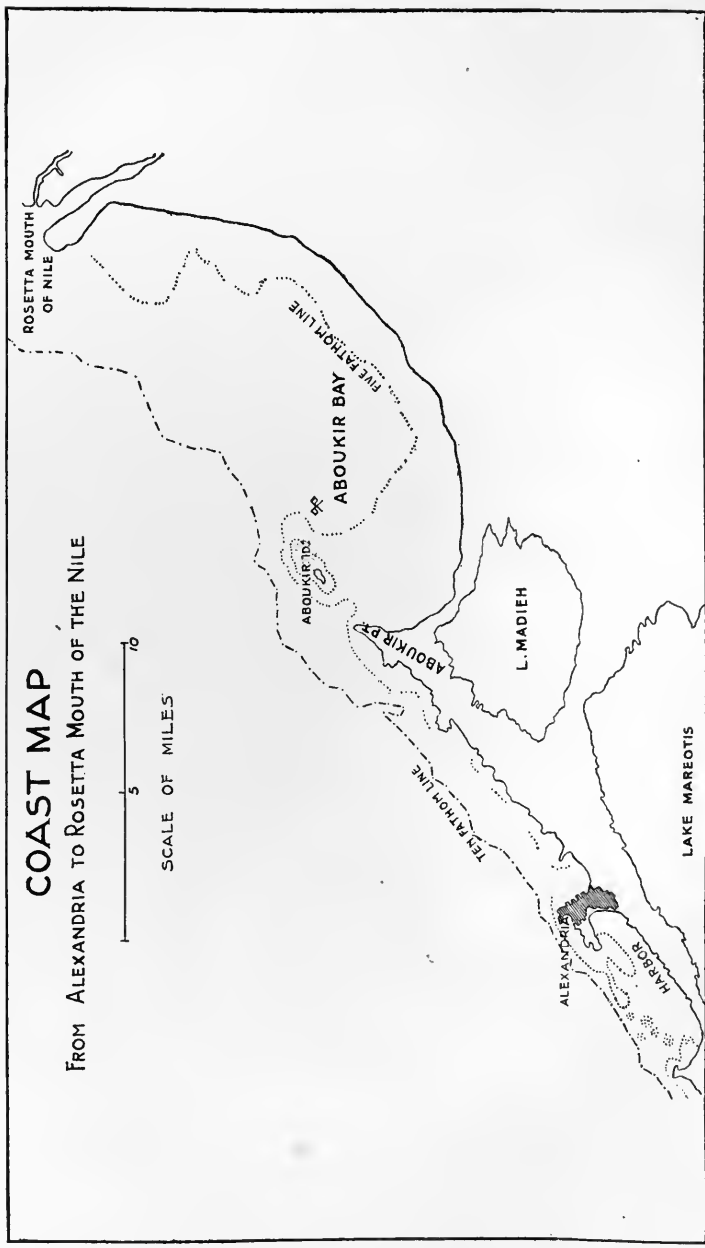 COAST MAP
FROM ALEXANDRIA TO ROSETTA MOUTH OF THE NILE
10
5
SCALE OF MILES
ROSETTA MOUTH
OF NILE
FIVE FATHOM LINE
ABOUKIR BAY
ABOUKIR IDS
ABOUKIR PT.
L. MADIEH
TEN FATHOM LINE
ALEXANDRIA
HARBOR
LAKE MAREOTIS